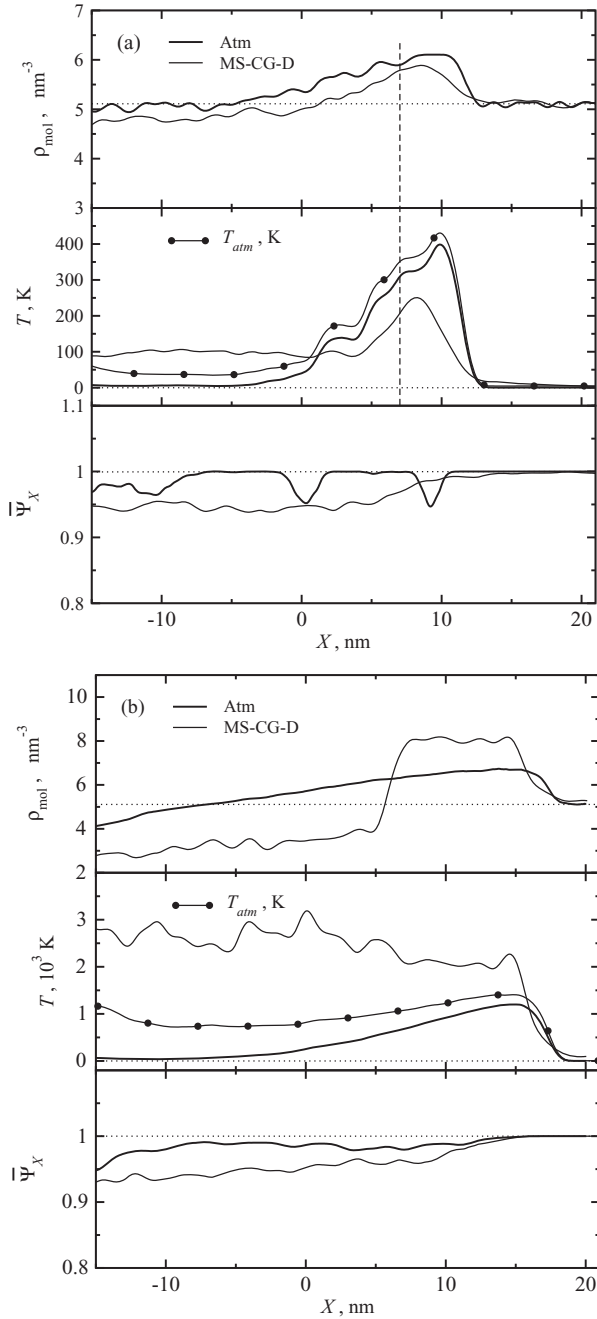 7
(a)
Atm
MS-CG-D
6
5
4
3
ρmol , nm-3
Tatm , K
400
300
200
100
0
T, K
1.1
1
0.9
0.8
Ψ̅X
-10
0
10
20
X , nm
10
(b)
Atm
MS-CG-D
8
6
4
2
ρmol , nm-3
Tatm , K
3
2
1
0
T , 10³ K
1
0.9
0.8
Ψ̅X
-10
0
10
20
X , nm